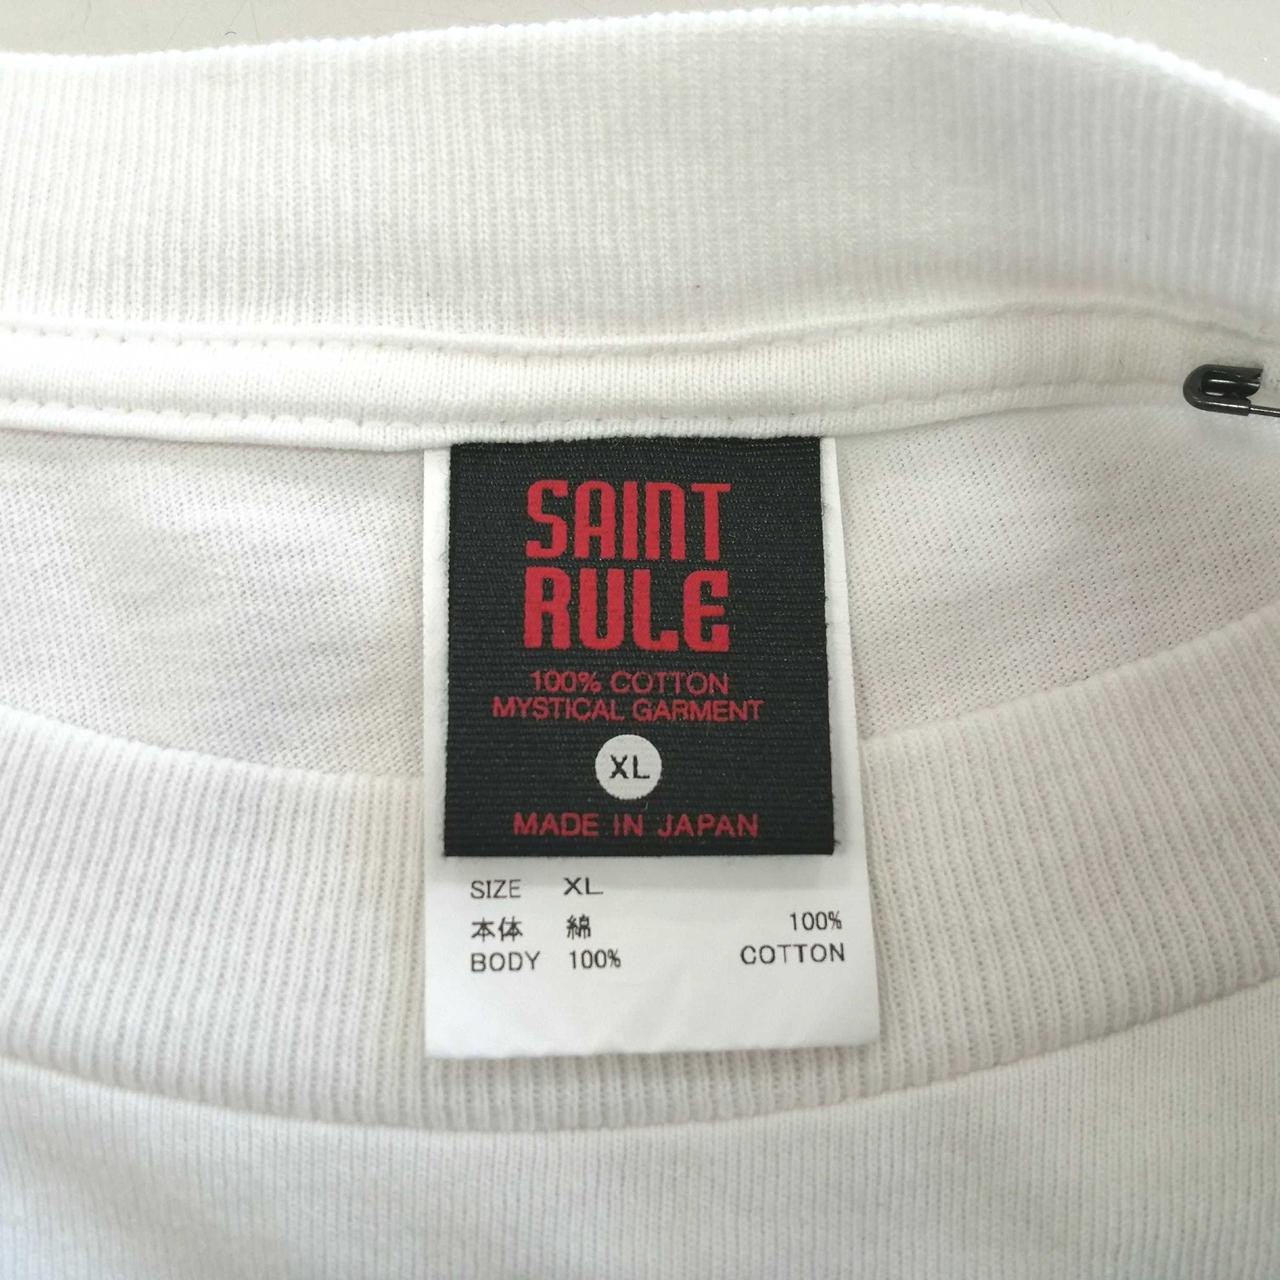 SAINT
RULE
100% COTTON
MYSTICAL GARMENT
XL
MADE IN JAPAN
SIZE XL
本体 綿 100%
BODY 100% COTTON